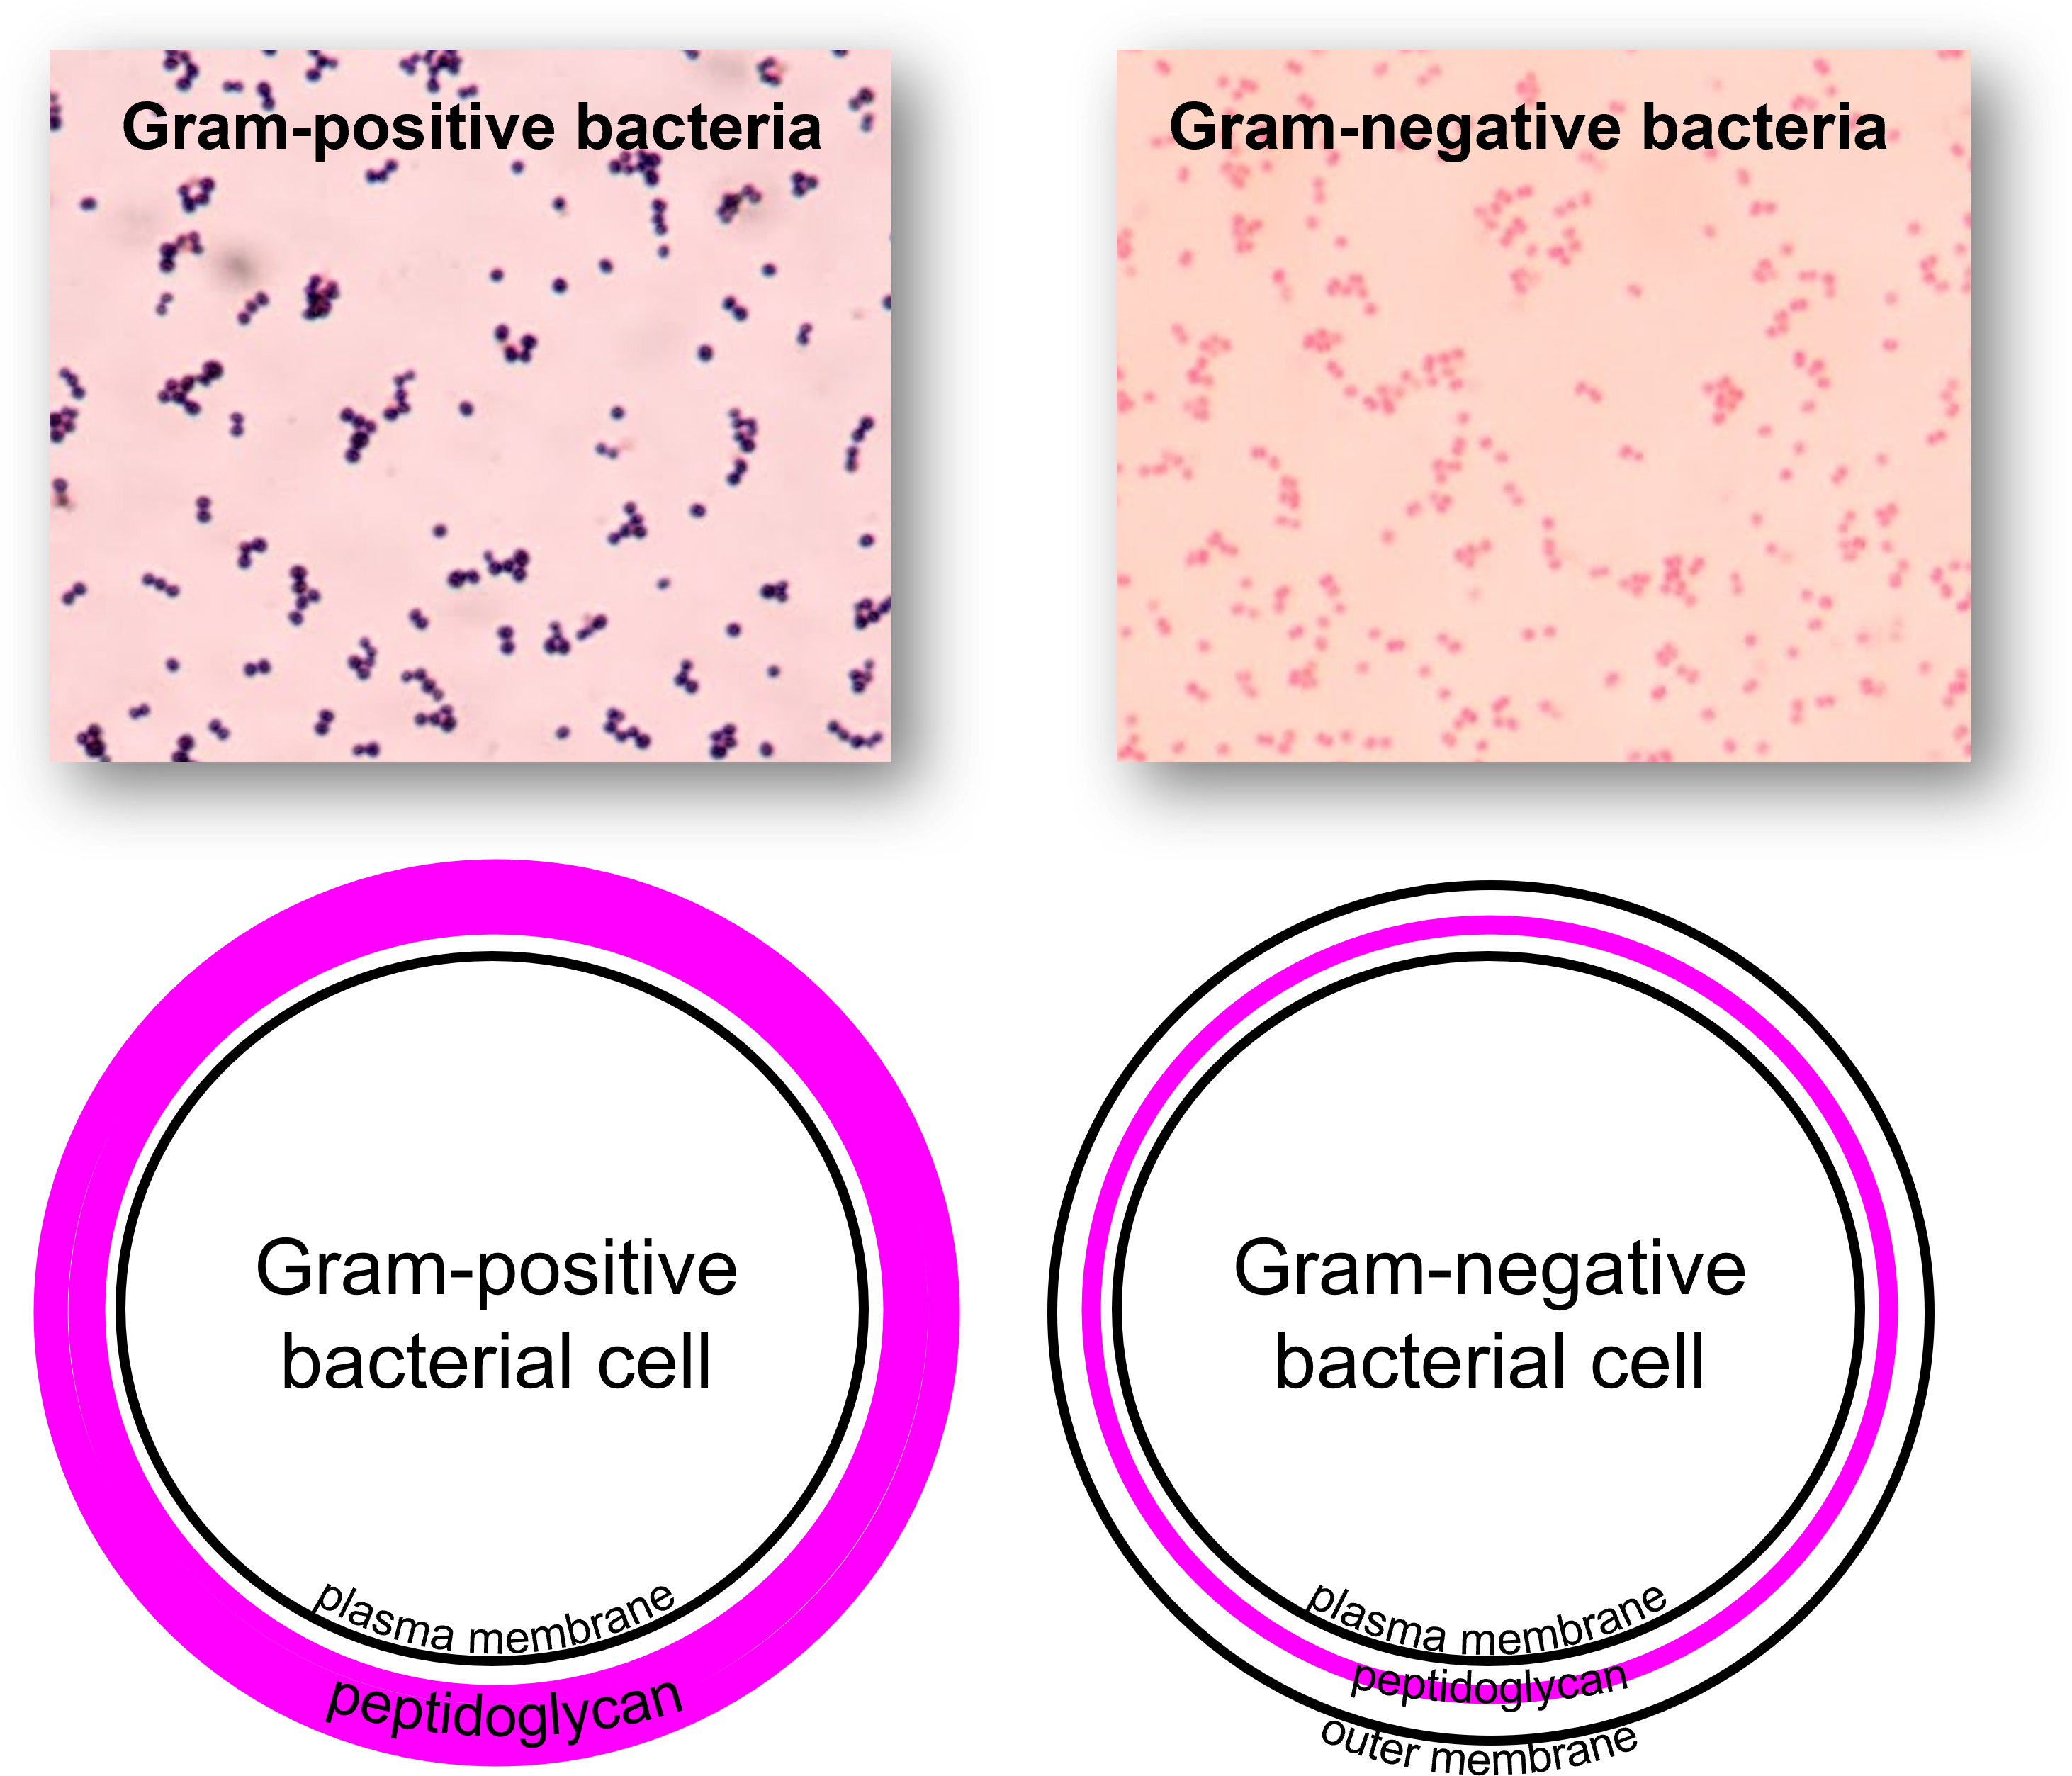 Gram-positive bacteria
Gram-negative bacteria
Gram-positive
bacterial cell
plasma membrane
peptidoglycan
Gram-negative
bacterial cell
plasma membrane
peptidoglycan
outer membrane